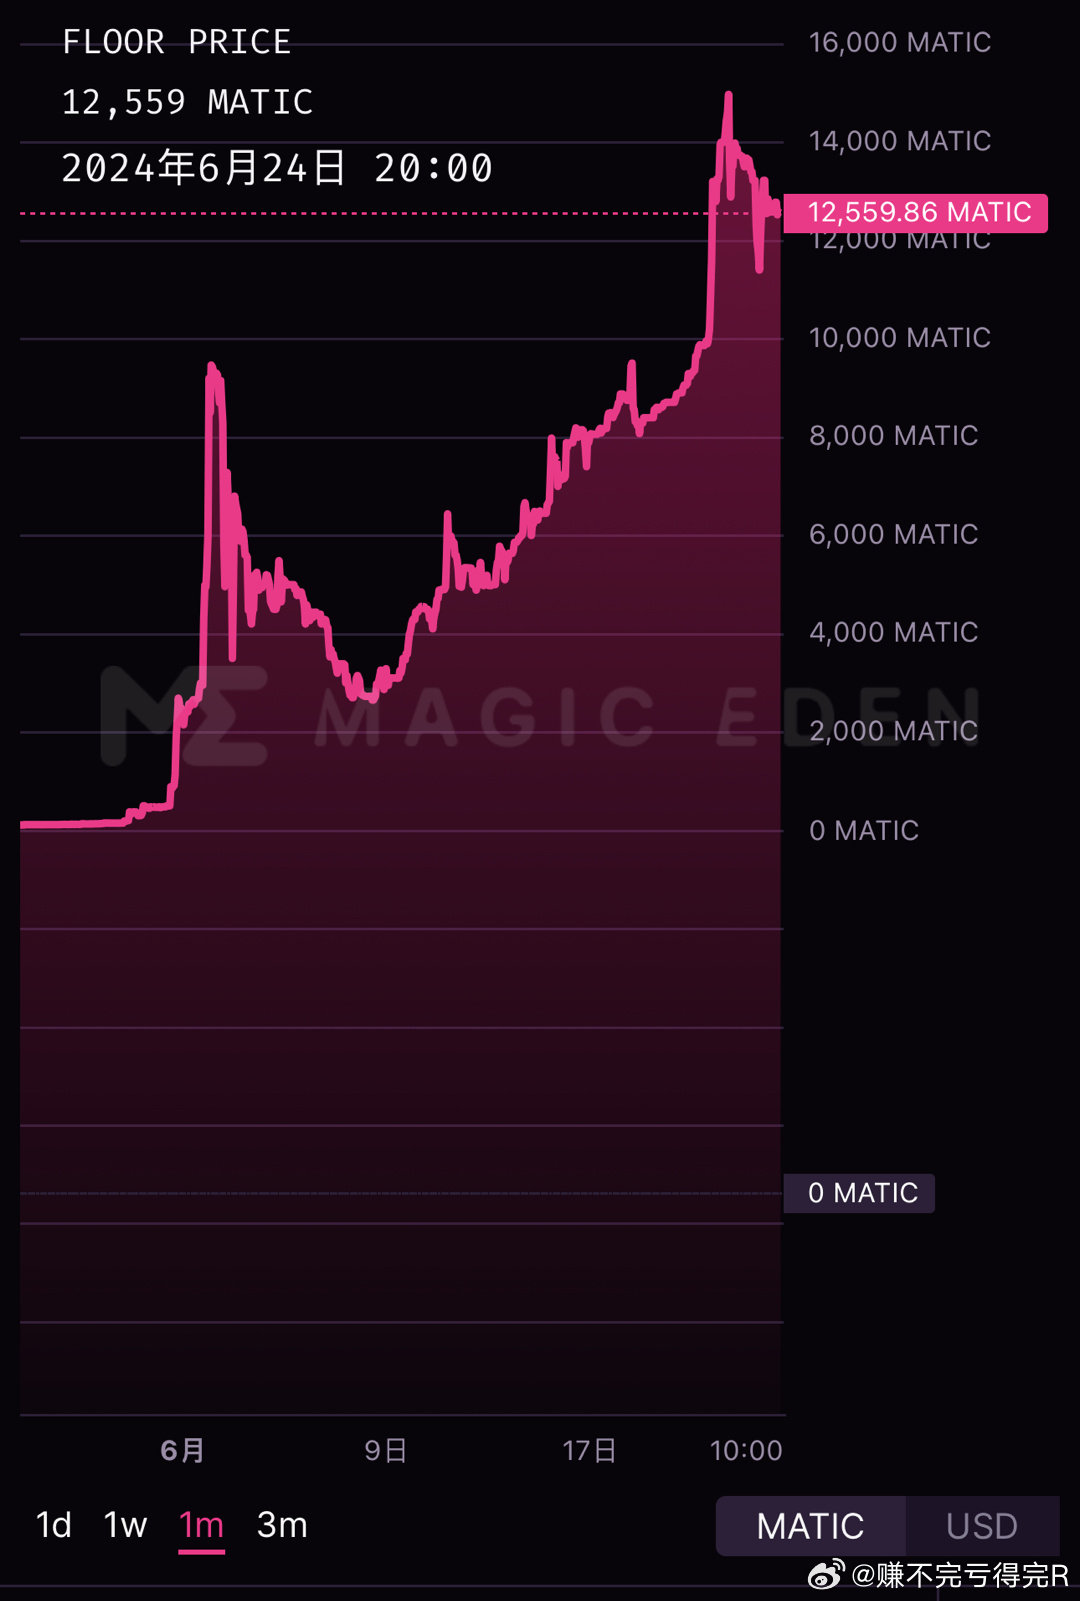 FLOOR PRICE
12,559 MATIC
2024年6月24日 20:00
16,000 MATIC
14,000 MATIC
12,559.86 MATIC
12,000 MATIC
10,000 MATIC
8,000 MATIC
6,000 MATIC
4,000 MATIC
MAGIC EDEN
2,000 MATIC
0 MATIC
0 MATIC
6月 9日 17日 10:00
1d 1w 1m 3m MATIC USD
@赚不完亏得完R